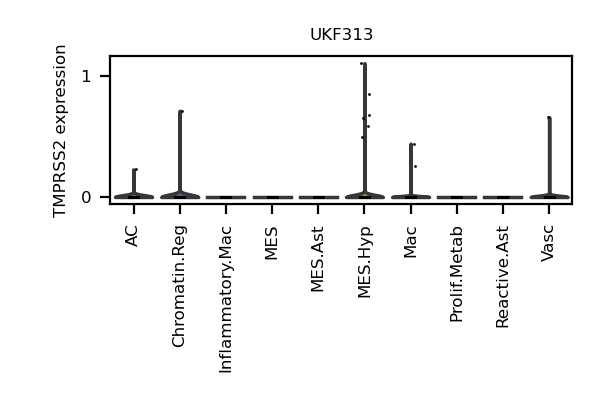 UKF313
TMPRSS2 expression
1
0
AC
Chromatin.Reg
Inflammatory.Mac
MES
MES.Ast
MES.Hyp
Mac
Prolif.Metab
Reactive.Ast
Vasc